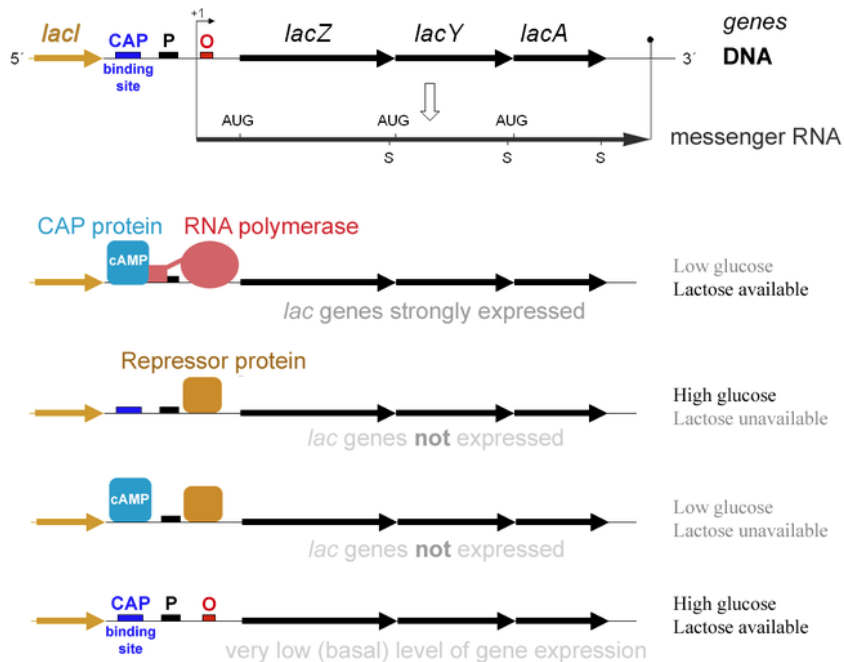 lacI
CAP
P
+1
O
lacZ
lacY
lacA
genes
5´
3´
DNA
binding
site
AUG
AUG
AUG
messenger RNA
S
S
S
CAP protein
RNA polymerase
cAMP
Low glucose
Lactose available
lac genes strongly expressed
Repressor protein
High glucose
Lactose unavailable
lac genes not expressed
cAMP
Low glucose
Lactose unavailable
lac genes not expressed
CAP
P
O
High glucose
Lactose available
binding
site
very low (basal) level of gene expression